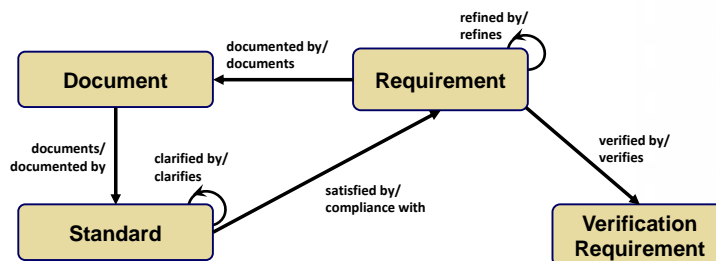 refined by/
refines
documented by/
documents
Document
Requirement
documents/
documented by
clarified by/
clarifies
verified by/
verifies
satisfied by/
compliance with
Standard
Verification
Requirement